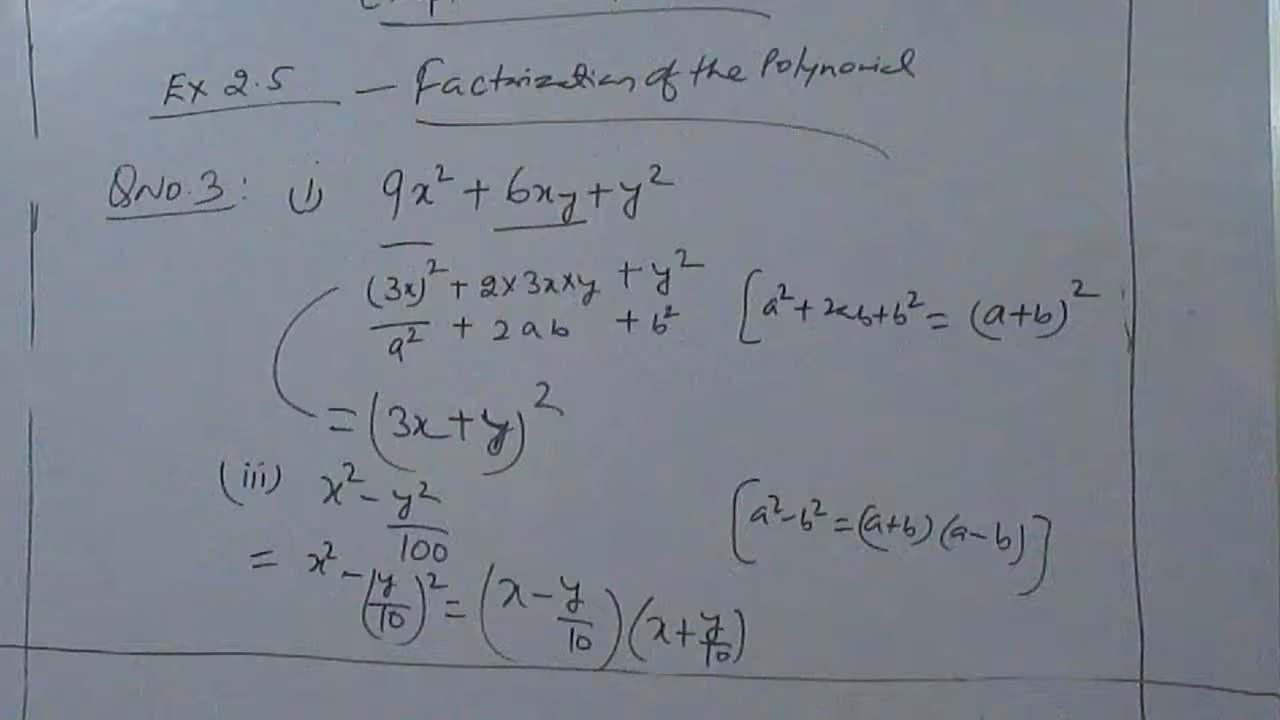 Ex 2.5 — Factorization of the Polynomial
QNo.3: (i) 9x² + 6xy + y²
(3x)² + 2×3x×y + y²
a² + 2ab + b² [a² + 2ab + b² = (a+b)²
= (3x+y)²
(iii) x² - y²/100 [a² - b² = (a+b)(a-b)]
= x² - (y/10)² = (x - y/10)(x + y/10)